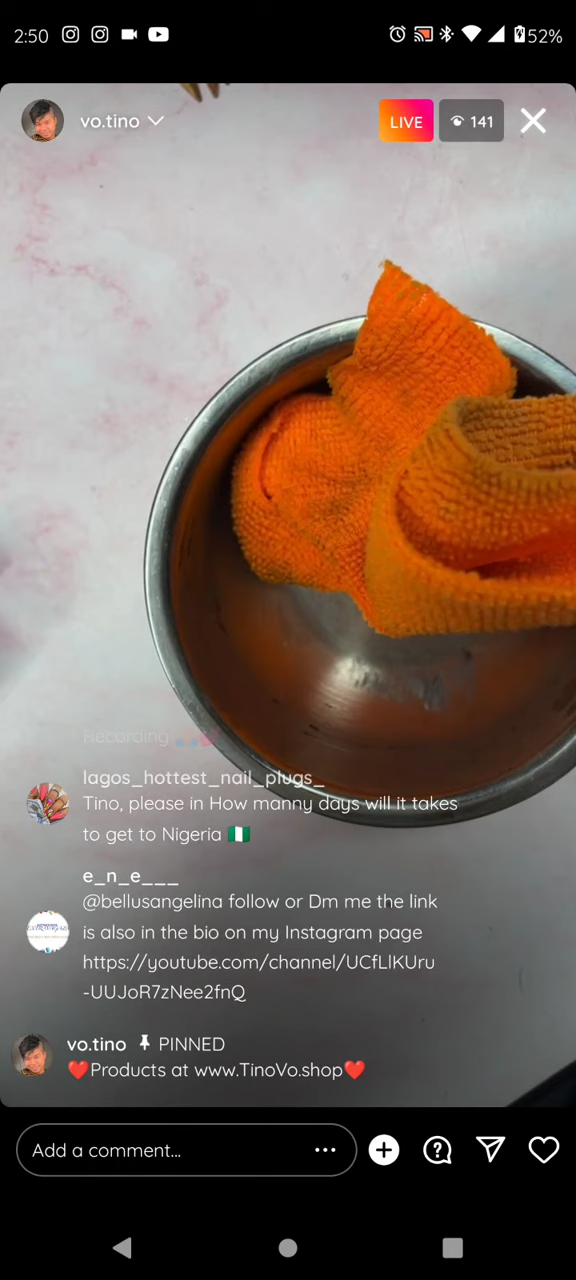 2:50
52%
vo.tino
LIVE
141
Recording
lagos_hottest_nail_plugs_
Tino, please in How manny days will it takes
to get to Nigeria 🇳🇬
e_n_e___
@bellusangelina follow or Dm me the link
is also in the bio on my Instagram page
https://youtube.com/channel/UCfLlKUru
-UUJoR7zNee2fnQ
vo.tino 📌 PINNED
❤️Products at www.TinoVo.shop❤️
Add a comment...